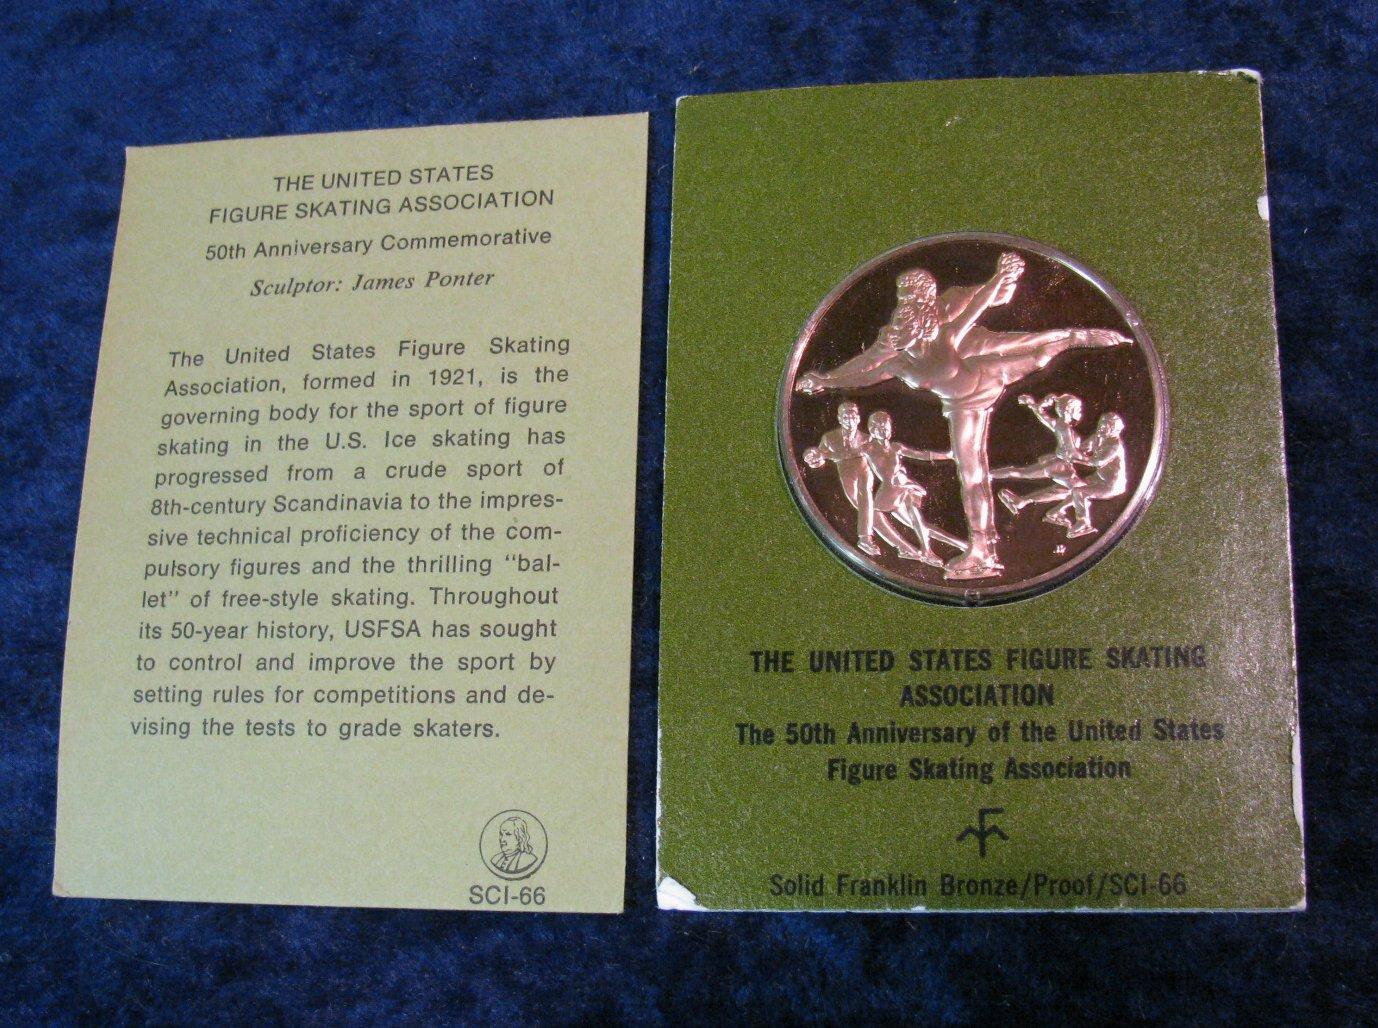 THE UNITED STATES
FIGURE SKATING ASSOCIATION
50th Anniversary Commemorative
Sculptor: James Ponter
The United States Figure Skating
Association, formed in 1921, is the
governing body for the sport of figure
skating in the U.S. Ice skating has
progressed from a crude sport of
8th-century Scandinavia to the impres-
sive technical proficiency of the com-
pulsory figures and the thrilling "bal-
let" of free-style skating. Throughout
its 50-year history, USFSA has sought
to control and improve the sport by
setting rules for competitions and de-
vising the tests to grade skaters.
SCI-66
THE UNITED STATES FIGURE SKATING
ASSOCIATION
The 50th Anniversary of the United States
Figure Skating Association
Solid Franklin Bronze/Proof/SCI-66